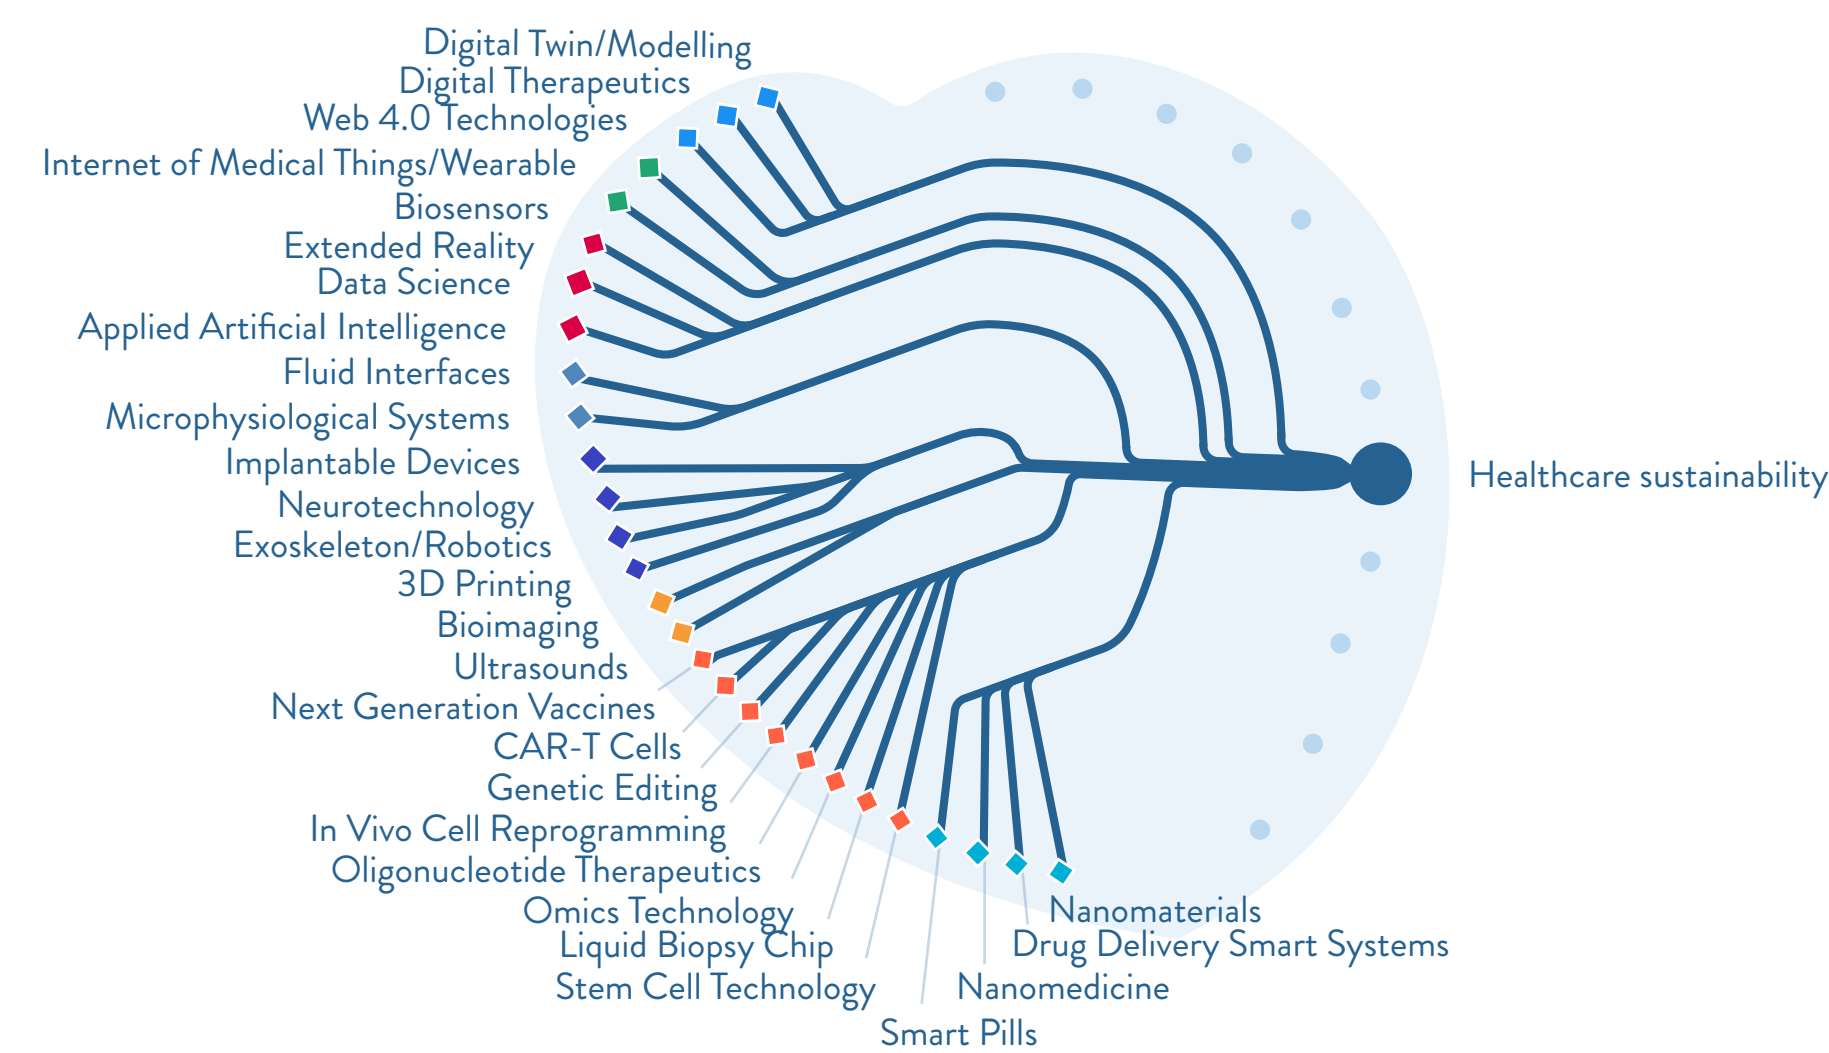 Digital Twin/Modelling
Digital Therapeutics
Web 4.0 Technologies
Internet of Medical Things/Wearable
Biosensors
Extended Reality
Data Science
Applied Artificial Intelligence
Fluid Interfaces
Microphysiological Systems
Implantable Devices
Healthcare sustainability
Neurotechnology
Exoskeleton/Robotics
3D Printing
Bioimaging
Ultrasounds
Next Generation Vaccines
CAR-T Cells
Genetic Editing
In Vivo Cell Reprogramming
Oligonucleotide Therapeutics
Omics Technology
Liquid Biopsy Chip
Stem Cell Technology
Smart Pills
Nanomedicine
Drug Delivery Smart Systems
Nanomaterials